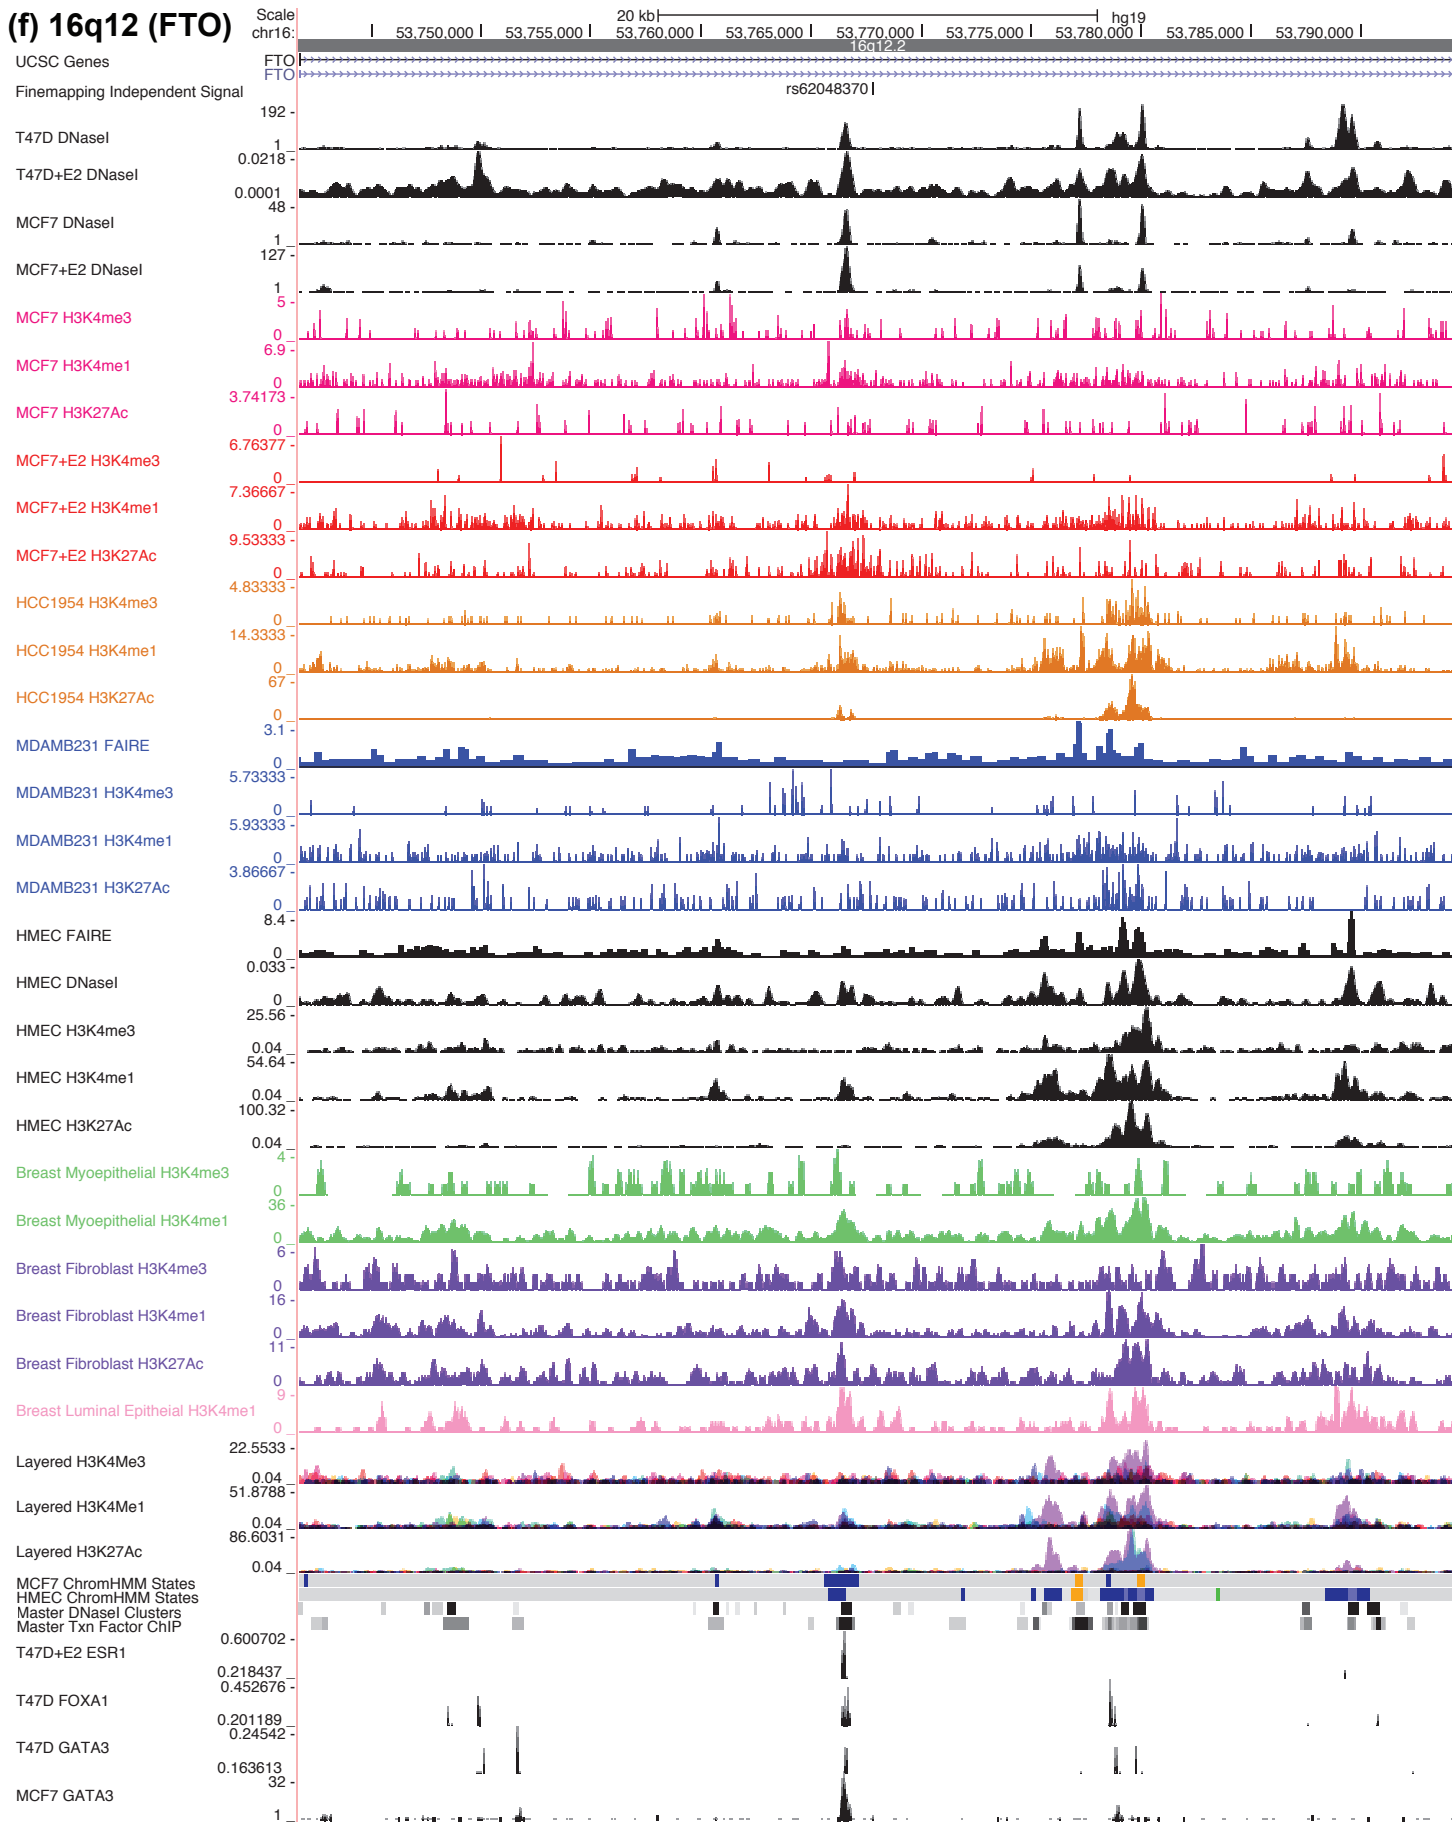 (f) 16q12 (FTO)
Scale
20 kb
hg19
chr16:
53,750,000
53,755,000
53,760,000
53,765,000
53,770,000
53,775,000
53,780,000
53,785,000
53,790,000
16q12.2
UCSC Genes
FTO
FTO
Finemapping Independent Signal
rs62048370
192
T47D DNaseI
1
0.0218
T47D+E2 DNaseI
0.0001
48
MCF7 DNaseI
1
127
MCF7+E2 DNaseI
1
5
MCF7 H3K4me3
0
6.9
MCF7 H3K4me1
0
3.74173
MCF7 H3K27Ac
0
6.76377
MCF7+E2 H3K4me3
0
7.36667
MCF7+E2 H3K4me1
0
9.53333
MCF7+E2 H3K27Ac
0
4.83333
HCC1954 H3K4me3
0
14.3333
HCC1954 H3K4me1
0
67
HCC1954 H3K27Ac
0
3.1
MDAMB231 FAIRE
0
5.73333
MDAMB231 H3K4me3
0
5.93333
MDAMB231 H3K4me1
0
3.86667
MDAMB231 H3K27Ac
0
8.4
HMEC FAIRE
0
0.033
HMEC DNaseI
0
25.56
HMEC H3K4me3
0.04
54.64
HMEC H3K4me1
0.04
100.32
HMEC H3K27Ac
0.04
4
Breast Myoepithelial H3K4me3
0
36
Breast Myoepithelial H3K4me1
0
6
Breast Fibroblast H3K4me3
0
16
Breast Fibroblast H3K4me1
0
11
Breast Fibroblast H3K27Ac
0
9
Breast Luminal Epitheial H3K4me1
0
22.5533
Layered H3K4Me3
0.04
51.8788
Layered H3K4Me1
0.04
86.6031
Layered H3K27Ac
0.04
MCF7 ChromHMM States
HMEC ChromHMM States
Master DNaseI Clusters
Master Txn Factor ChIP
0.600702
T47D+E2 ESR1
0.218437
0.452676
T47D FOXA1
0.201189
0.24542
T47D GATA3
0.163613
32
MCF7 GATA3
1